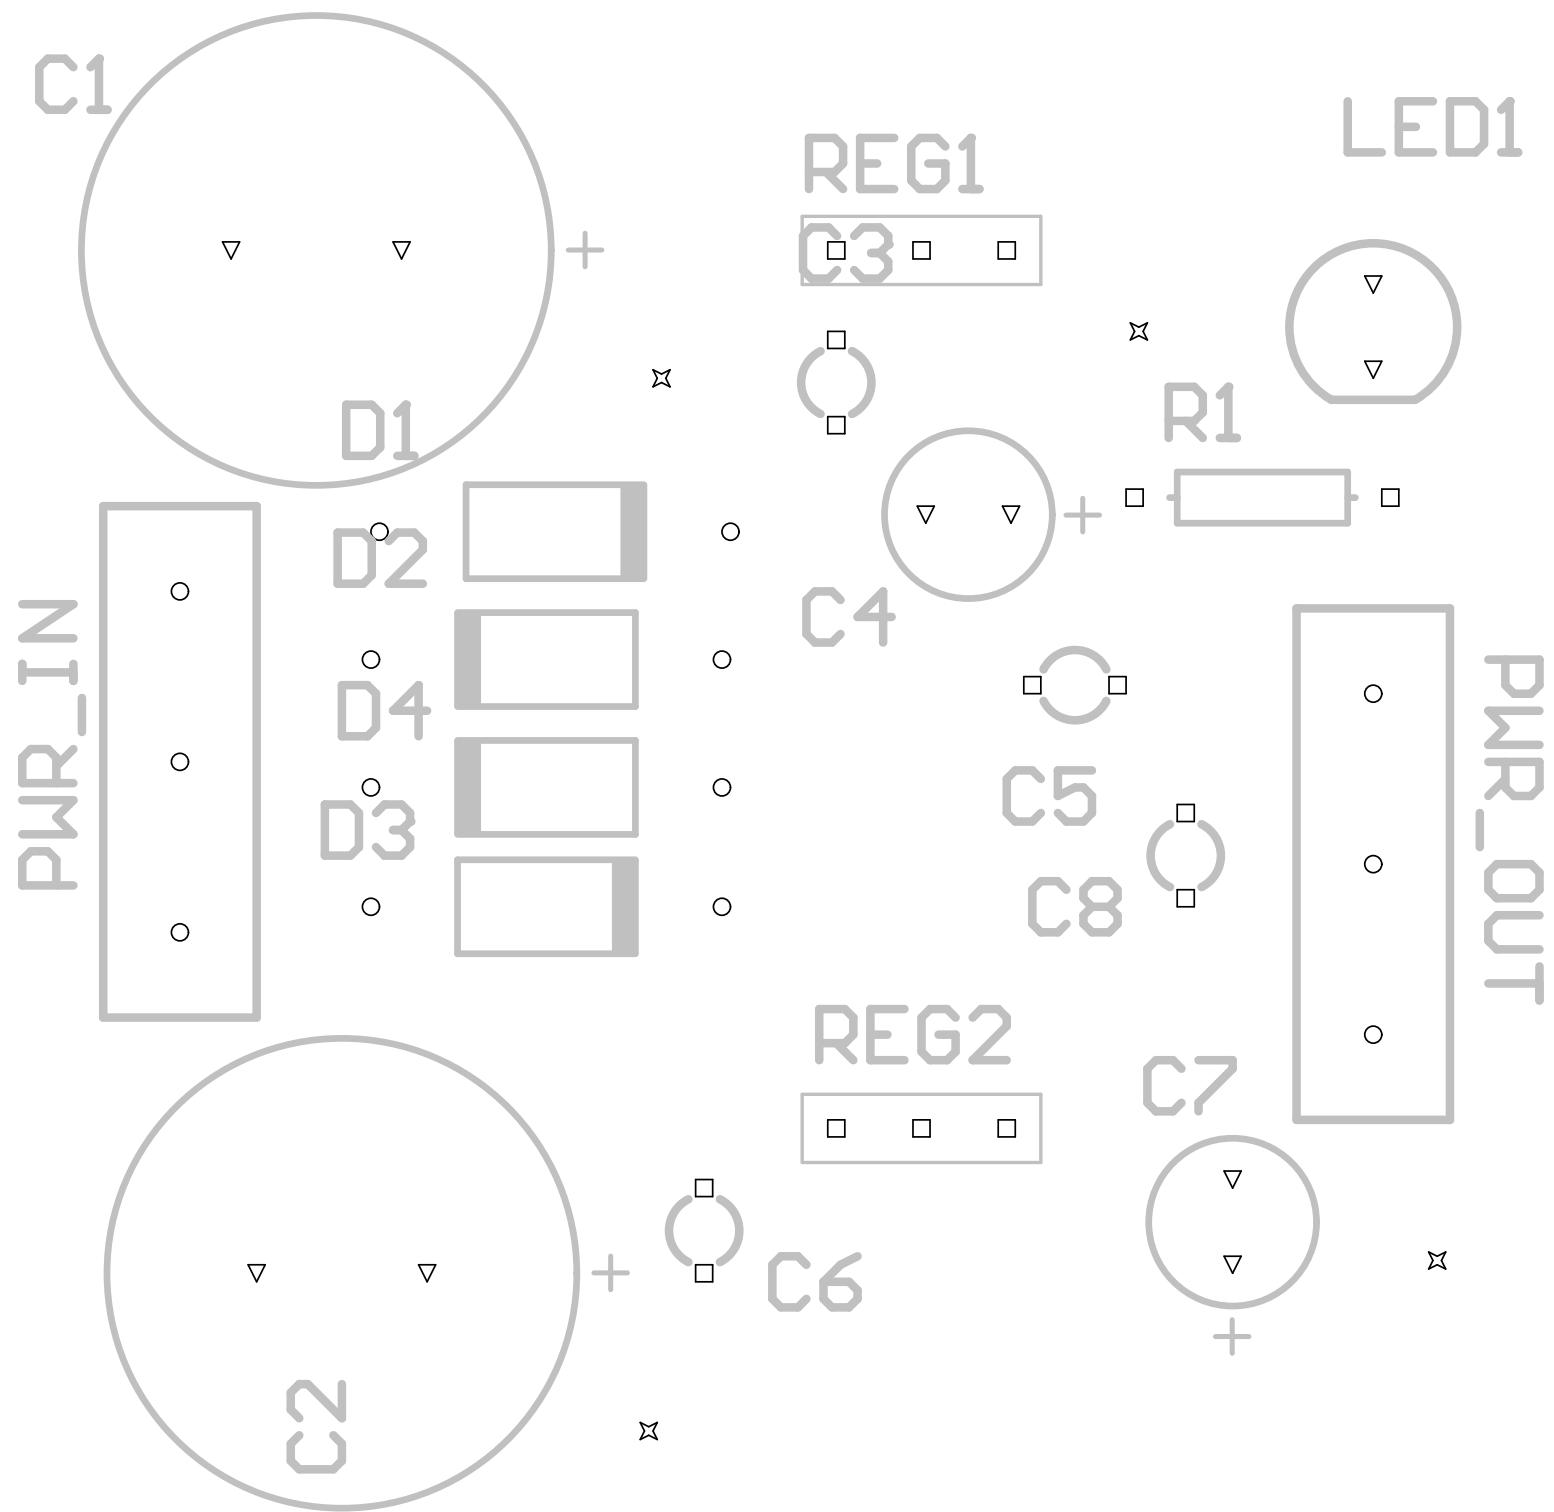 C1
LED1
REG1
C3
D1
R1
D2
C4
PWR_IN
D4
PWR_OUT
C5
D3
C8
REG2
C7
C6
C2